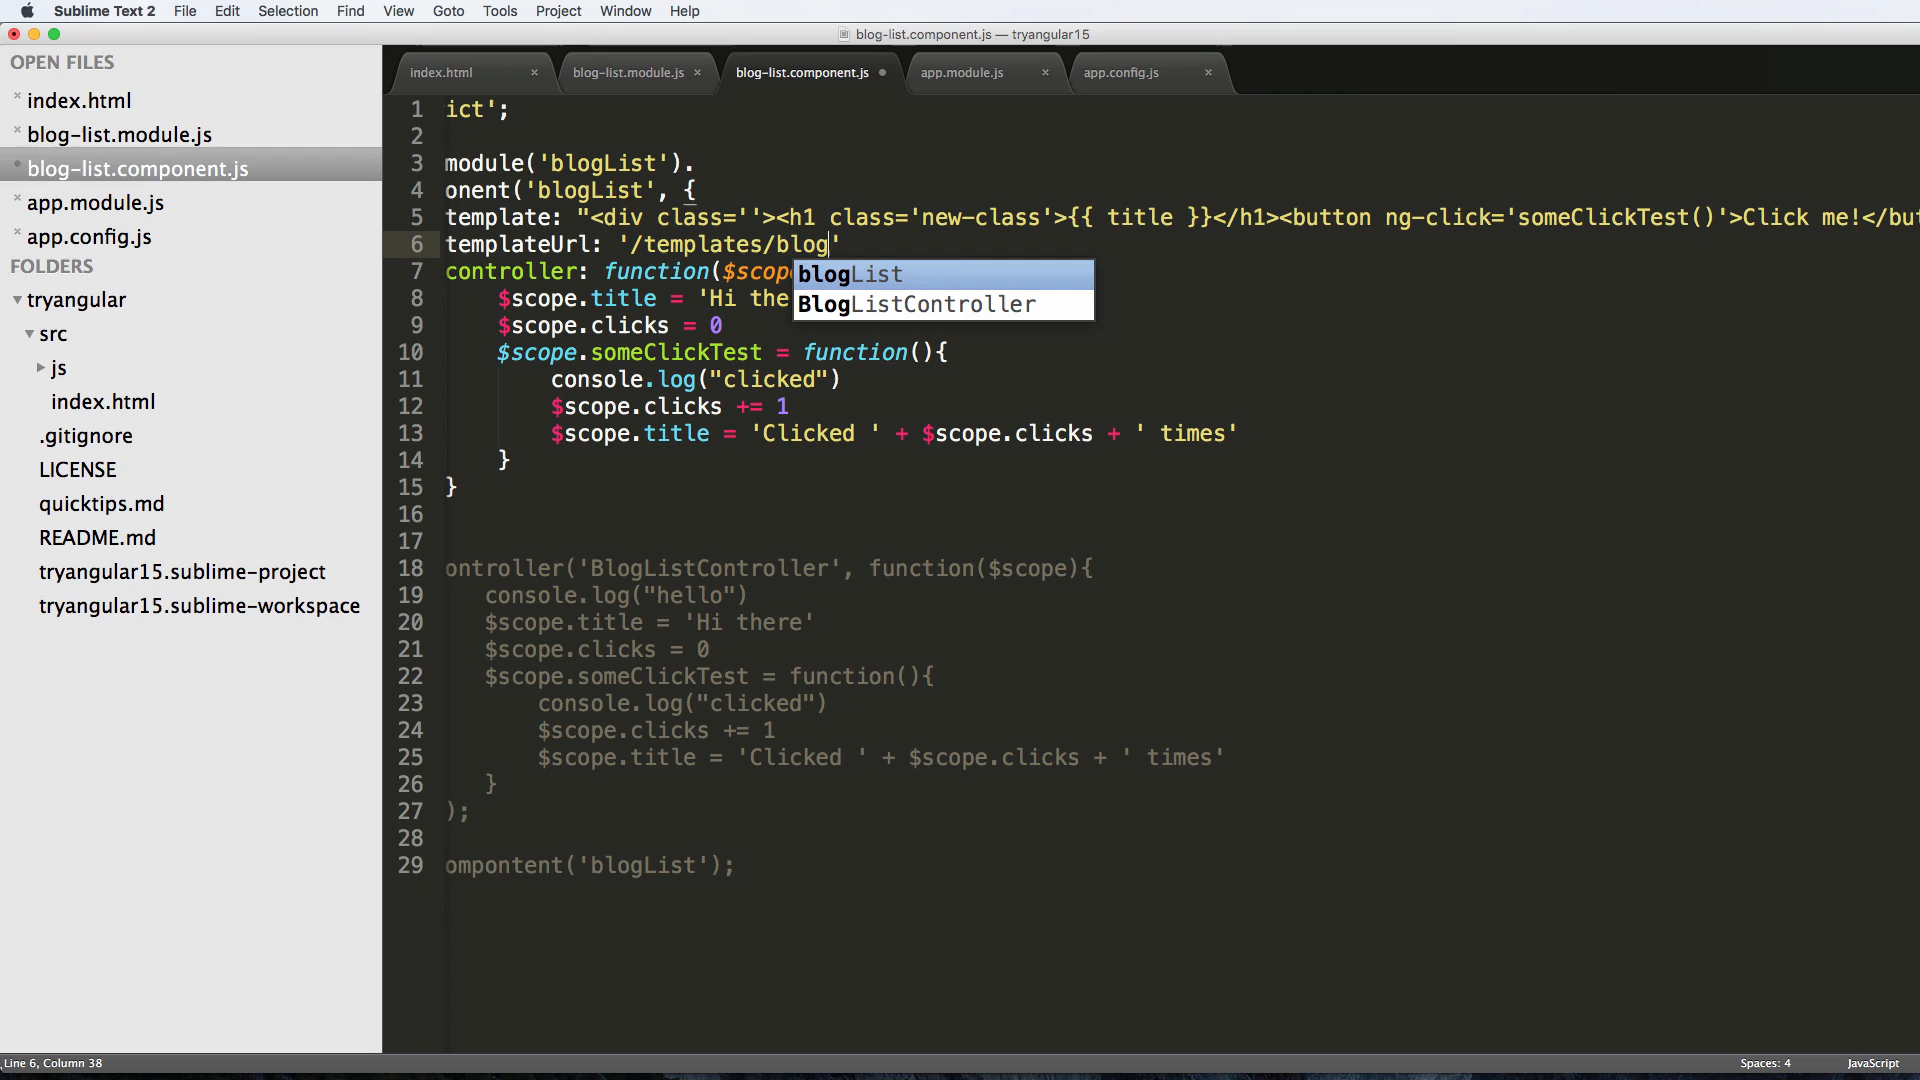 Sublime Text 2 File Edit Selection Find View Goto Tools Project Window Help
blog-list.component.js — tryangular15
OPEN FILES
index.html
blog-list.module.js
blog-list.component.js
app.module.js
app.config.js
FOLDERS
tryangular
src
js
index.html
.gitignore
LICENSE
quicktips.md
README.md
tryangular15.sublime-project
tryangular15.sublime-workspace
index.html × blog-list.module.js × blog-list.component.js app.module.js × app.config.js ×
1 ict';
2
3 module('blogList').
4 onent('blogList', {
5 template: "<div class=''><h1 class='new-class'>{{ title }}</h1><button ng-click='someClickTest()'>Click me!</but
6 templateUrl: '/templates/blog'
7 controller: function($scope
blogList
BlogListController
8 $scope.title = 'Hi the
9 $scope.clicks = 0
10 $scope.someClickTest = function(){
11 console.log("clicked")
12 $scope.clicks += 1
13 $scope.title = 'Clicked ' + $scope.clicks + ' times'
14 }
15 }
16
17
18 ontroller('BlogListController', function($scope){
19 console.log("hello")
20 $scope.title = 'Hi there'
21 $scope.clicks = 0
22 $scope.someClickTest = function(){
23 console.log("clicked")
24 $scope.clicks += 1
25 $scope.title = 'Clicked ' + $scope.clicks + ' times'
26 }
27 );
28
29 ompontent('blogList');
Line 6, Column 38 Spaces: 4 JavaScript